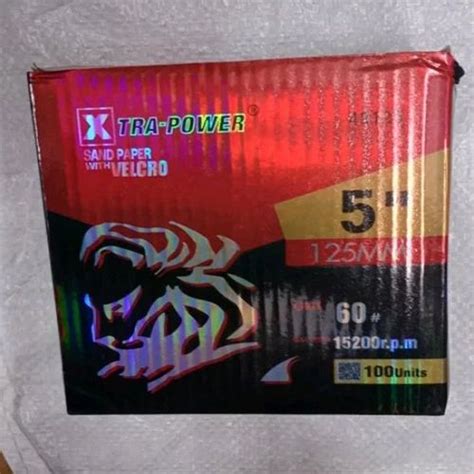 X TRA-POWER®
SAND PAPER
WITH VELCRO
5"
125MM
60#
15200r.p.m
100Units